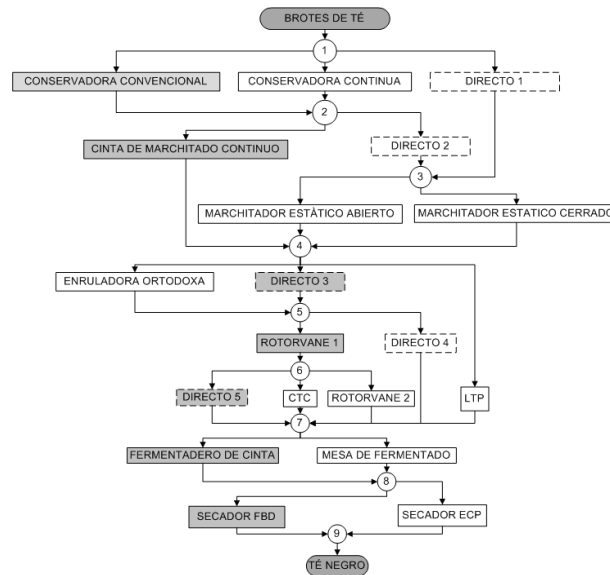 BROTES DE TÉ
1
CONSERVADORA CONVENCIONAL
CONSERVADORA CONTINUA
DIRECTO 1
2
CINTA DE MARCHITADO CONTINUO
DIRECTO 2
3
MARCHITADOR ESTÀTICO ABIERTO
MARCHITADOR ESTATICO CERRADO
4
ENRULADORA ORTODOXA
DIRECTO 3
5
ROTORVANE 1
DIRECTO 4
6
DIRECTO 5
CTC
ROTORVANE 2
LTP
7
FERMENTADERO DE CINTA
MESA DE FERMENTADO
8
SECADOR FBD
SECADOR ECP
9
TÉ NEGRO